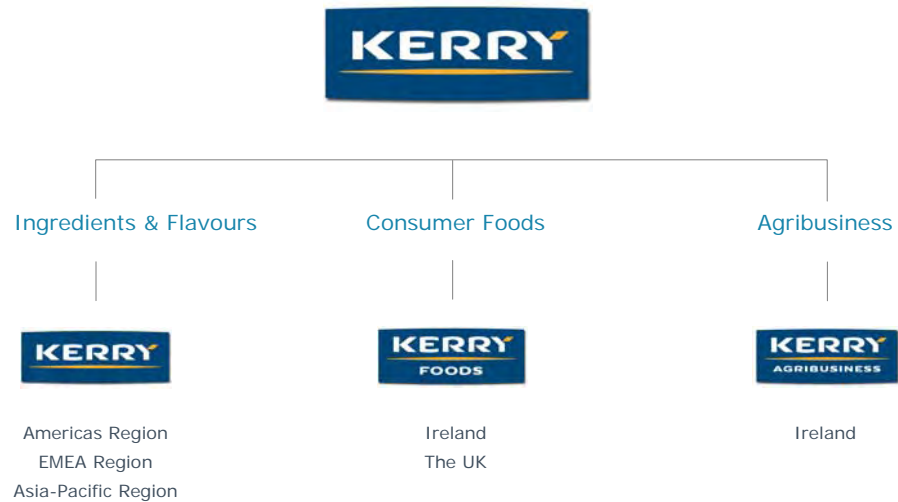 KERRY
Ingredients & Flavours
Consumer Foods
Agribusiness
KERRY
KERRY
FOODS
KERRY
AGRIBUSINESS
Americas Region
EMEA Region
Asia-Pacific Region
Ireland
The UK
Ireland